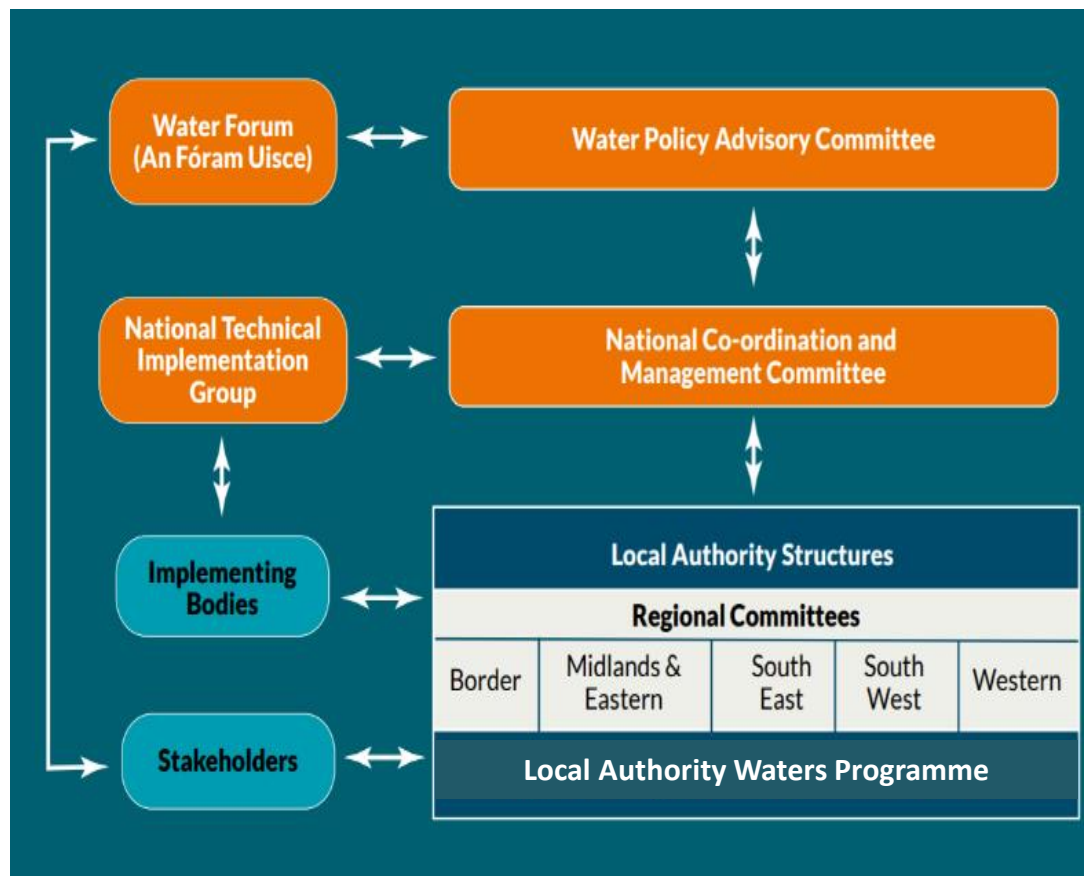 Water Forum
(An Fóram Uisce)
Water Policy Advisory Committee
National Technical
Implementation
Group
National Co-ordination and
Management Committee
Implementing
Bodies
Local Authority Structures
Regional Committees
Border
Midlands &
Eastern
South
East
South
West
Western
Stakeholders
Local Authority Waters Programme